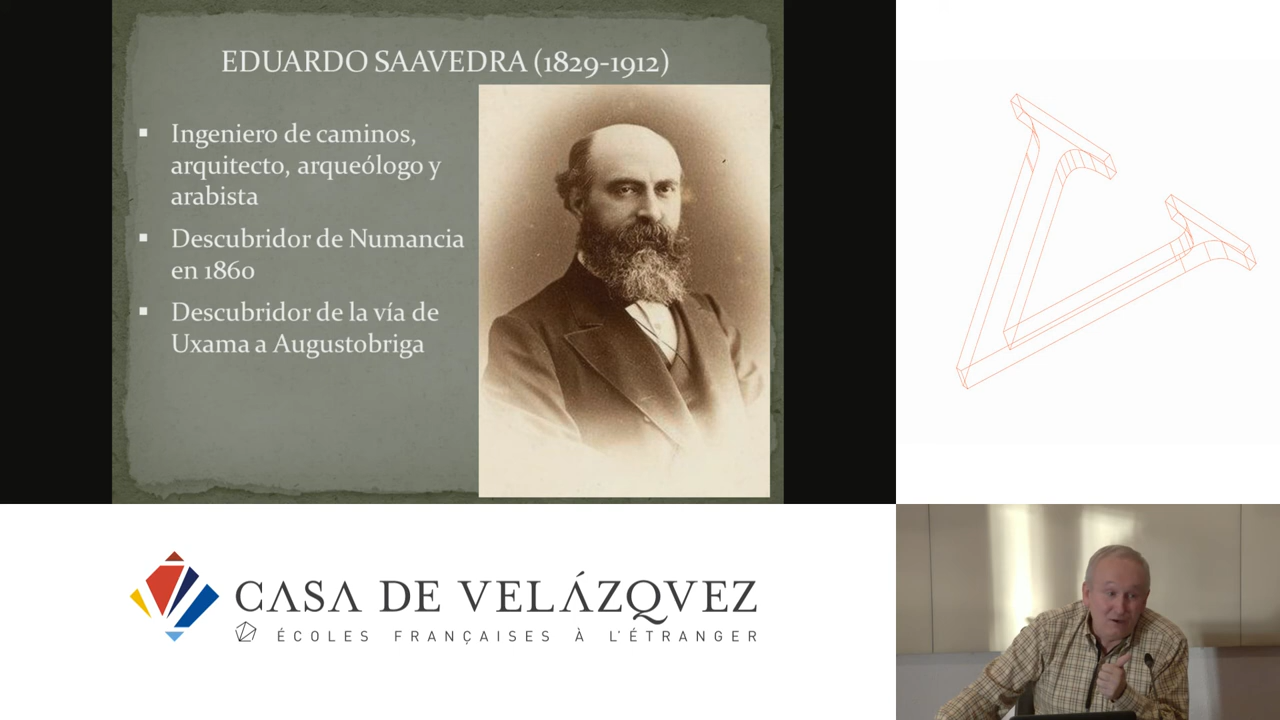 EDUARDO SAAVEDRA (1829-1912)
▪ Ingeniero de caminos,
arquitecto, arqueólogo y
arabista
▪ Descubridor de Numancia
en 1860
▪ Descubridor de la vía de
Uxama a Augustobriga
CASA DE VELÁZQVEZ
ÉCOLES FRANÇAISES À L'ÉTRANGER